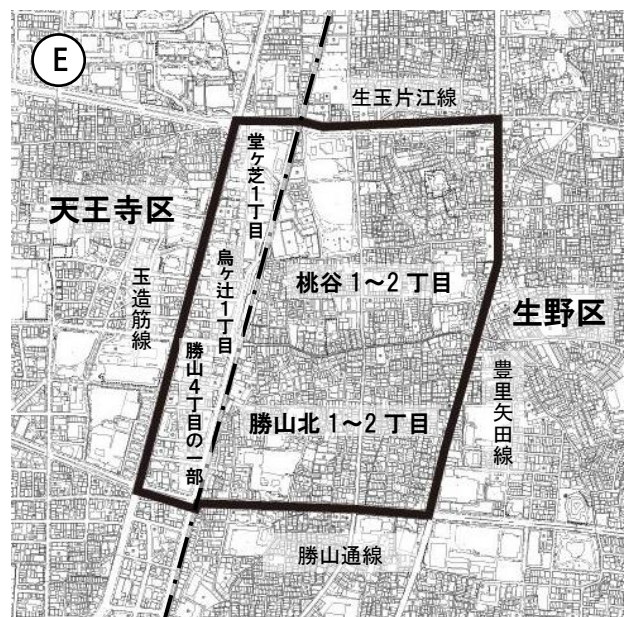 E
生玉片江線
堂ヶ芝1丁目
天王寺区
烏ヶ辻1丁目
桃谷 1～2 丁目
玉造筋線
生野区
勝山4丁目の一部
豊里矢田線
勝山北 1～2 丁目
勝山通線